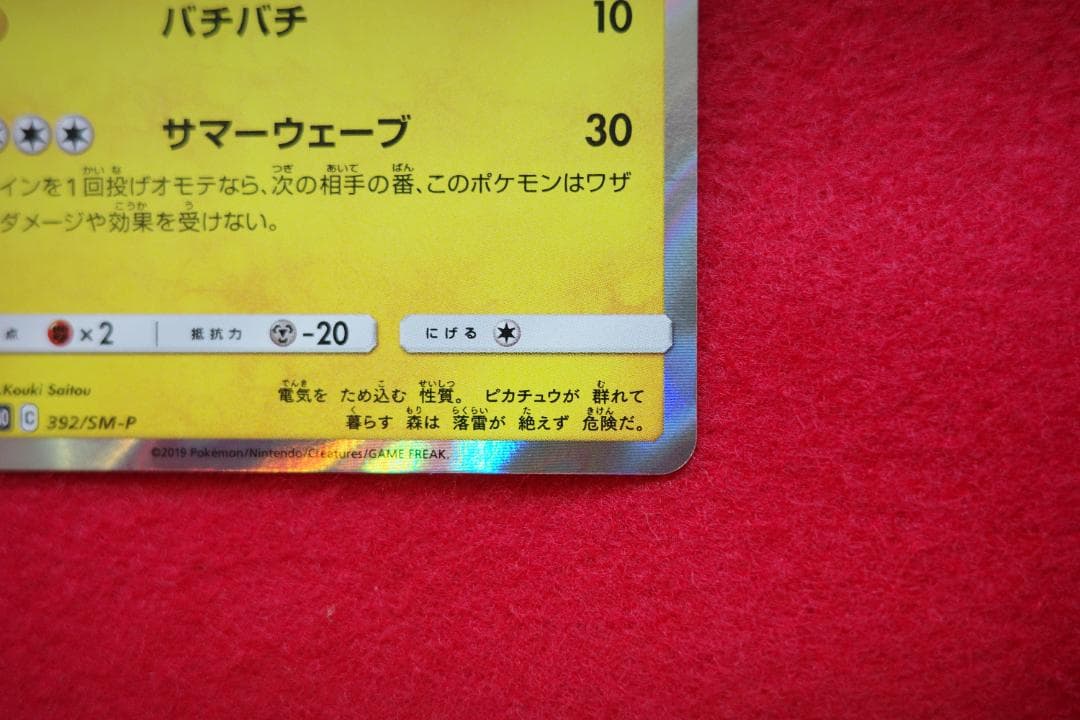 バチバチ 10
サマーウェーブ 30
インを1回投げオモテなら、次の相手の番、このポケモンはワザ
ダメージや効果を受けない。
点 ×2 抵抗力 -20 にげる
.Kouki Saitou
電気を ため込む 性質。 ピカチュウが 群れて
C 392/SM-P
暮らす 森は 落雷が 絶えず 危険だ。
©2019 Pokémon/Nintendo/Creatures/GAME FREAK.